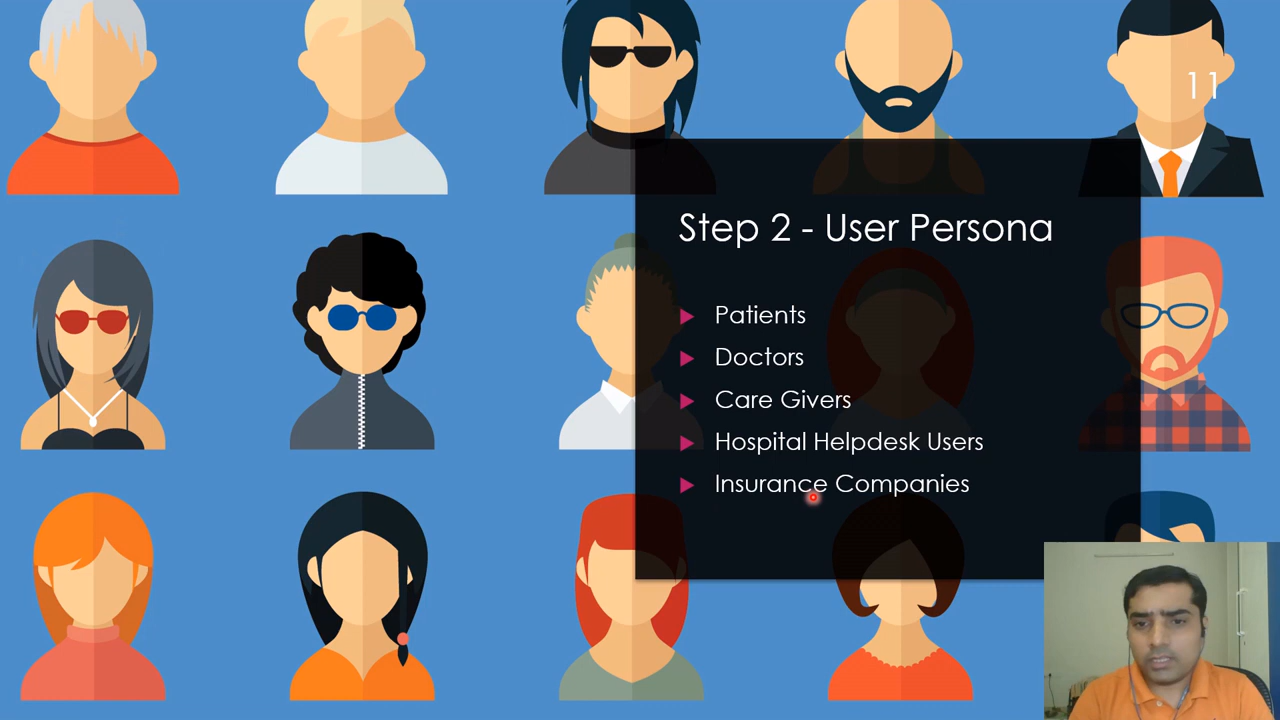 11
Step 2 - User Persona
Patients
Doctors
Care Givers
Hospital Helpdesk Users
Insurance Companies